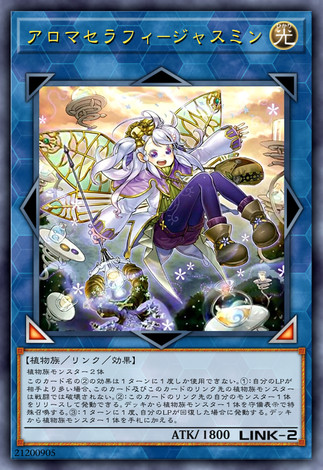 アロマセラフィージャスミン
光
【植物族／リンク／効果】
植物族モンスター２体
このカード名の②の効果は１ターンに１度しか使用できない。①：自分のLPが
相手より多い場合、このカード及びこのカードのリンク先の植物族モンスター
は戦闘では破壊されない。②：このカードのリンク先の自分のモンスター１体
をリリースして発動できる。デッキから植物族モンスター１体を守備表示で特
殊召喚する。③：１ターンに１度、自分のLPが回復した場合に発動する。デッキ
から植物族モンスター１体を手札に加える。
ATK/1800 LINK-2
21200905